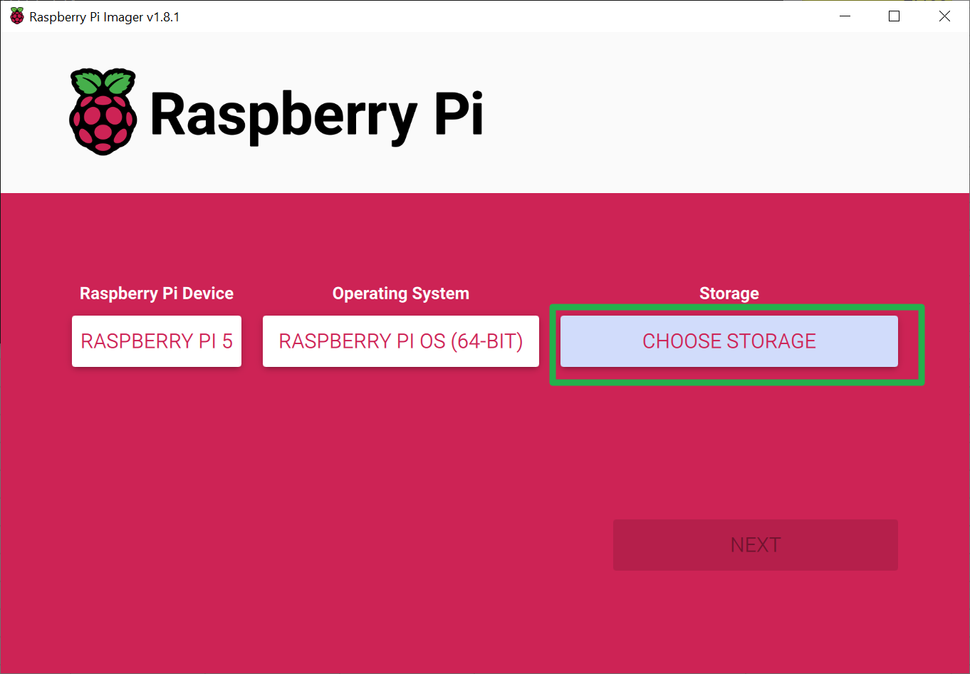 Raspberry Pi Imager v1.8.1
Raspberry Pi
Raspberry Pi Device
Operating System
Storage
RASPBERRY PI 5
RASPBERRY PI OS (64-BIT)
CHOOSE STORAGE
NEXT